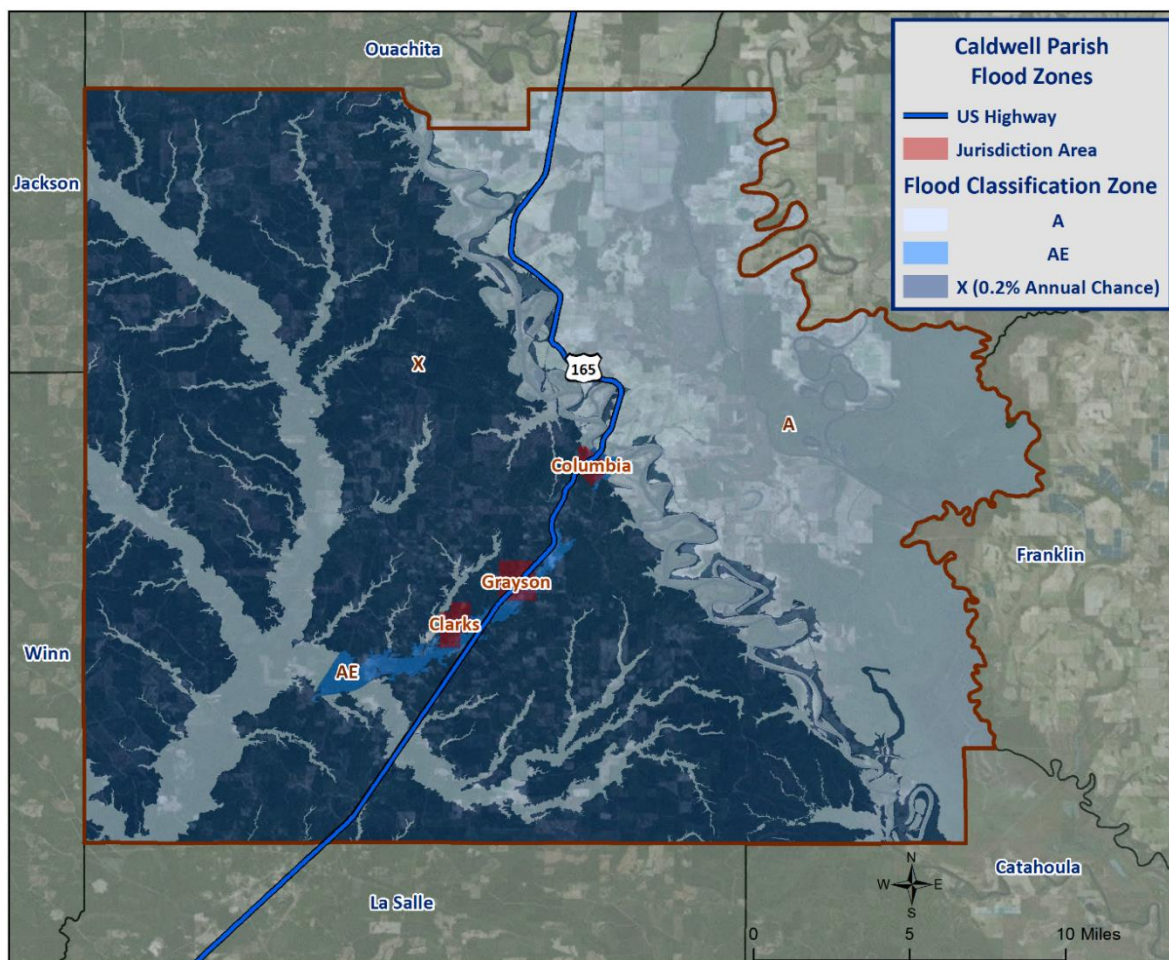 Ouachita
Caldwell Parish
Flood Zones
US Highway
Jurisdiction Area
Flood Classification Zone
A
AE
X (0.2% Annual Chance)
Jackson
X
165
A
Columbia
Franklin
Grayson
Clarks
Winn
AE
N
W E
S
Catahoula
La Salle
0 5 10 Miles